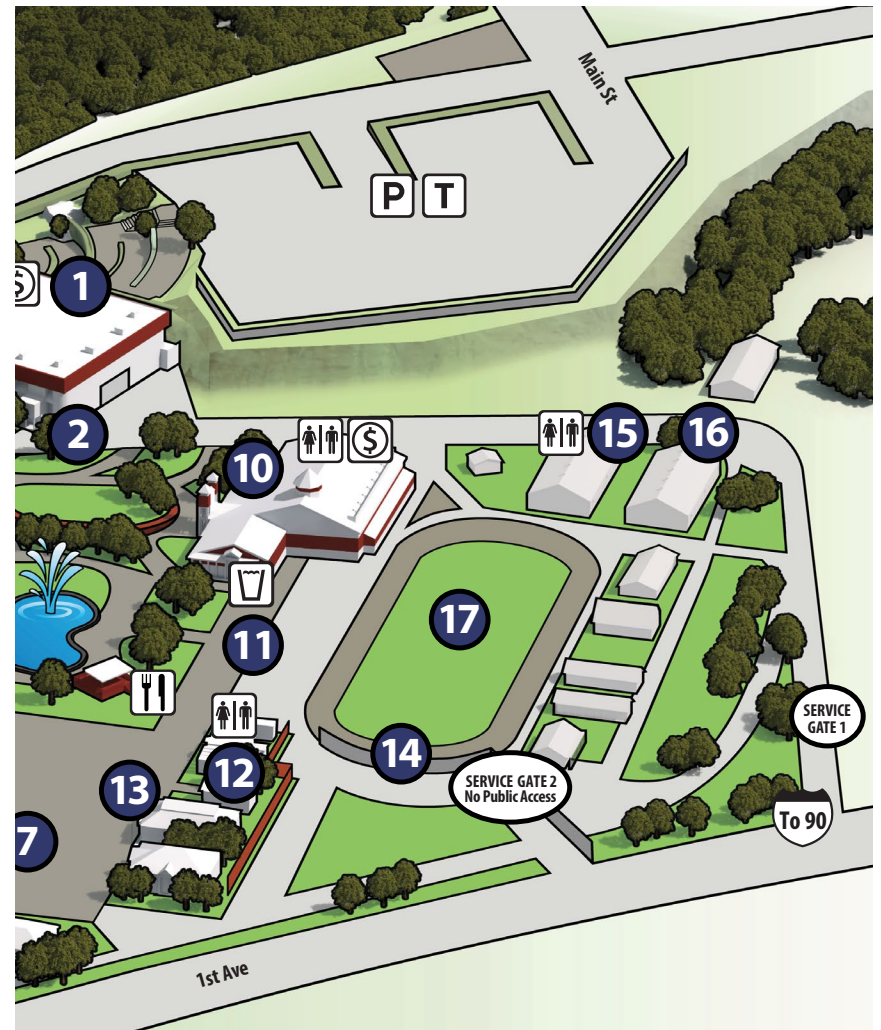 Main St
P T
$
1
2
10
$
15
16
17
11
SERVICE
GATE 1
14
12
SERVICE GATE 2
No Public Access
13
To 90
7
1st Ave